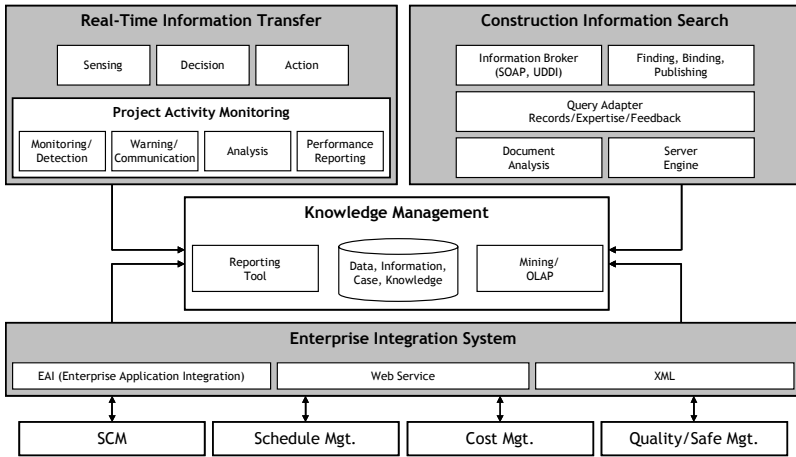 Real-Time Information Transfer
Sensing
Decision
Action
Project Activity Monitoring
Monitoring/
Detection
Warning/
Communication
Analysis
Performance
Reporting
Construction Information Search
Information Broker
(SOAP, UDDI)
Finding, Binding,
Publishing
Query Adapter
Records/Expertise/Feedback
Document
Analysis
Server
Engine
Knowledge Management
Reporting
Tool
Data, Information,
Case, Knowledge
Mining/
OLAP
Enterprise Integration System
EAI (Enterprise Application Integration)
Web Service
XML
SCM
Schedule Mgt.
Cost Mgt.
Quality/Safe Mgt.